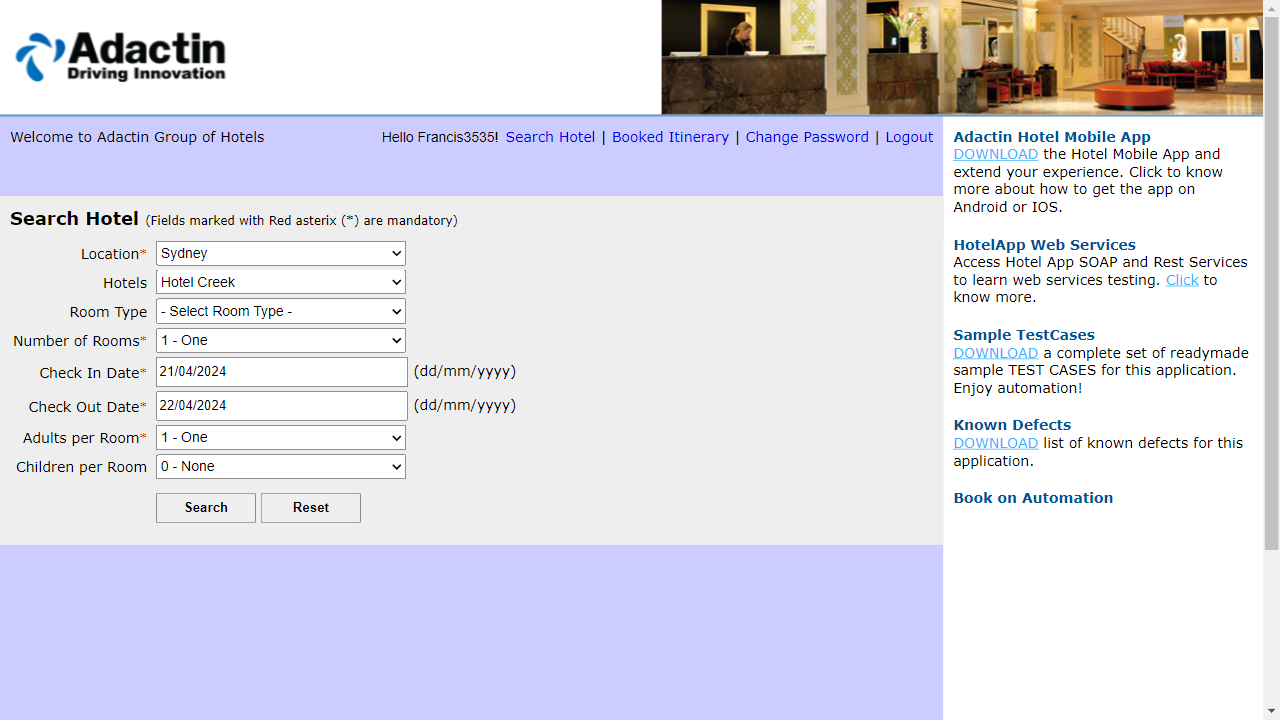 Adactin
Driving Innovation
Welcome to Adactin Group of Hotels
Hello Francis3535! Search Hotel | Booked Itinerary | Change Password | Logout
Search Hotel (Fields marked with Red asterix (*) are mandatory)
Location* Sydney
Hotels Hotel Creek
Room Type - Select Room Type -
Number of Rooms* 1 - One
Check In Date* 21/04/2024 (dd/mm/yyyy)
Check Out Date* 22/04/2024 (dd/mm/yyyy)
Adults per Room* 1 - One
Children per Room 0 - None
Search Reset
Adactin Hotel Mobile App
DOWNLOAD the Hotel Mobile App and
extend your experience. Click to know
more about how to get the app on
Android or IOS.
HotelApp Web Services
Access Hotel App SOAP and Rest Services
to learn web services testing. Click to
know more.
Sample TestCases
DOWNLOAD a complete set of readymade
sample TEST CASES for this application.
Enjoy automation!
Known Defects
DOWNLOAD list of known defects for this
application.
Book on Automation